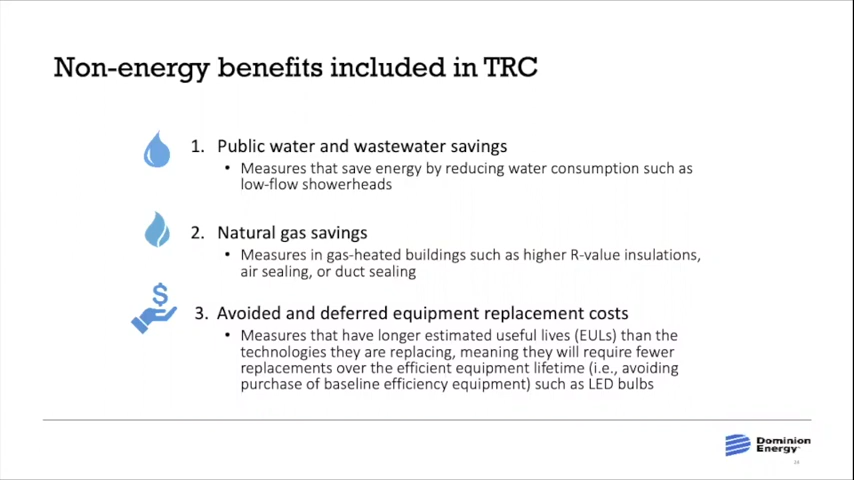 Non-energy benefits included in TRC
1. Public water and wastewater savings
• Measures that save energy by reducing water consumption such as
low-flow showerheads
2. Natural gas savings
• Measures in gas-heated buildings such as higher R-value insulations,
air sealing, or duct sealing
$
3. Avoided and deferred equipment replacement costs
• Measures that have longer estimated useful lives (EULs) than the
technologies they are replacing, meaning they will require fewer
replacements over the efficient equipment lifetime (i.e., avoiding
purchase of baseline efficiency equipment) such as LED bulbs
Dominion
Energy